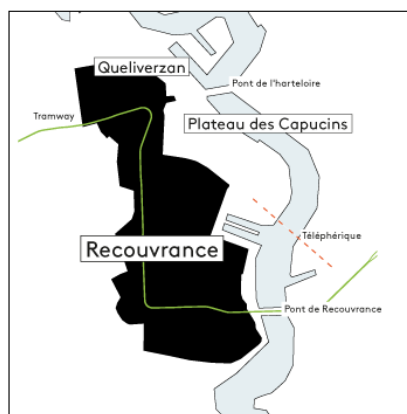 Queliverzan
Pont de l'harteloire
Tramway
Plateau des Capucins
Téléphérique
Recouvrance
Pont de Recouvrance